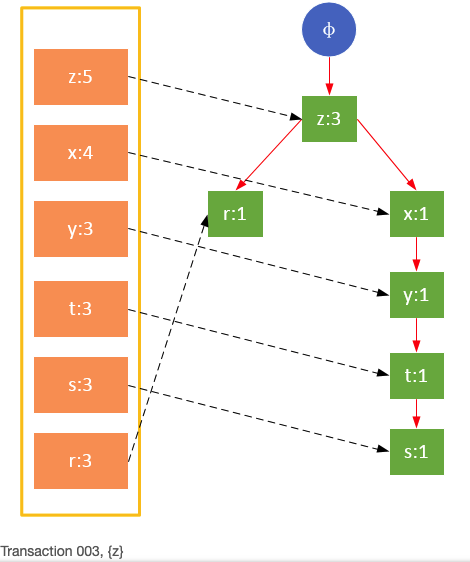 ϕ
z:5
z:3
x:4
r:1
x:1
y:3
y:1
t:3
t:1
s:3
s:1
r:3
Transaction 003, {z}